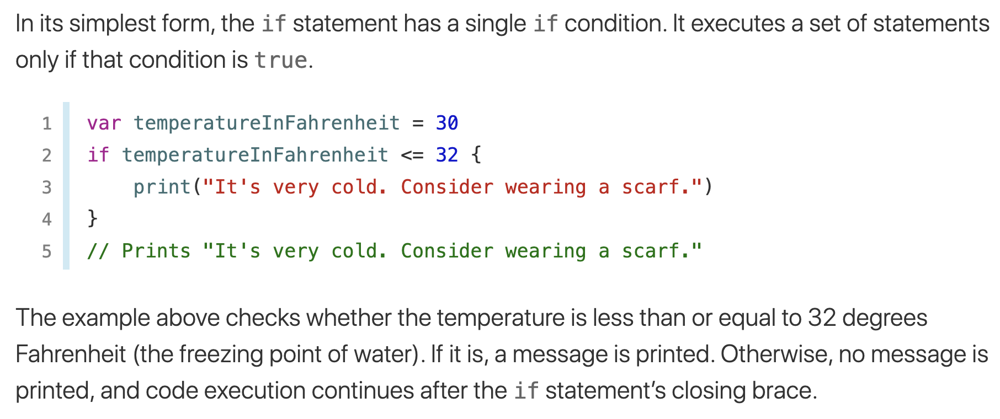 In its simplest form, the if statement has a single if condition. It executes a set of statements
only if that condition is true.
1 var temperatureInFahrenheit = 30
2 if temperatureInFahrenheit <= 32 {
3     print("It's very cold. Consider wearing a scarf.")
4 }
5 // Prints "It's very cold. Consider wearing a scarf."
The example above checks whether the temperature is less than or equal to 32 degrees
Fahrenheit (the freezing point of water). If it is, a message is printed. Otherwise, no message is
printed, and code execution continues after the if statement’s closing brace.